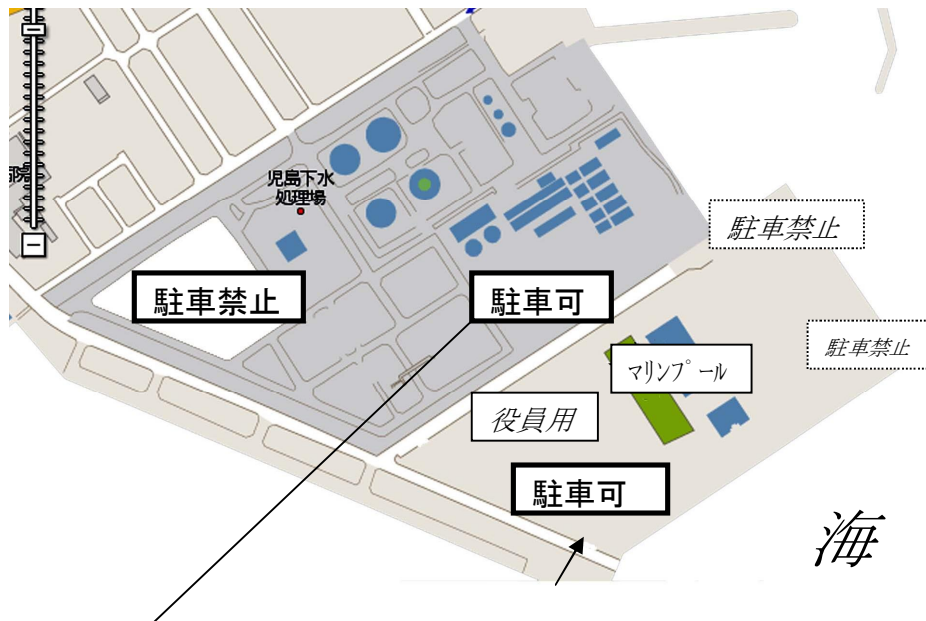 児島下水
処理場
駐車禁止
駐車禁止
駐車可
駐車禁止
マリンプール
役員用
駐車可
海